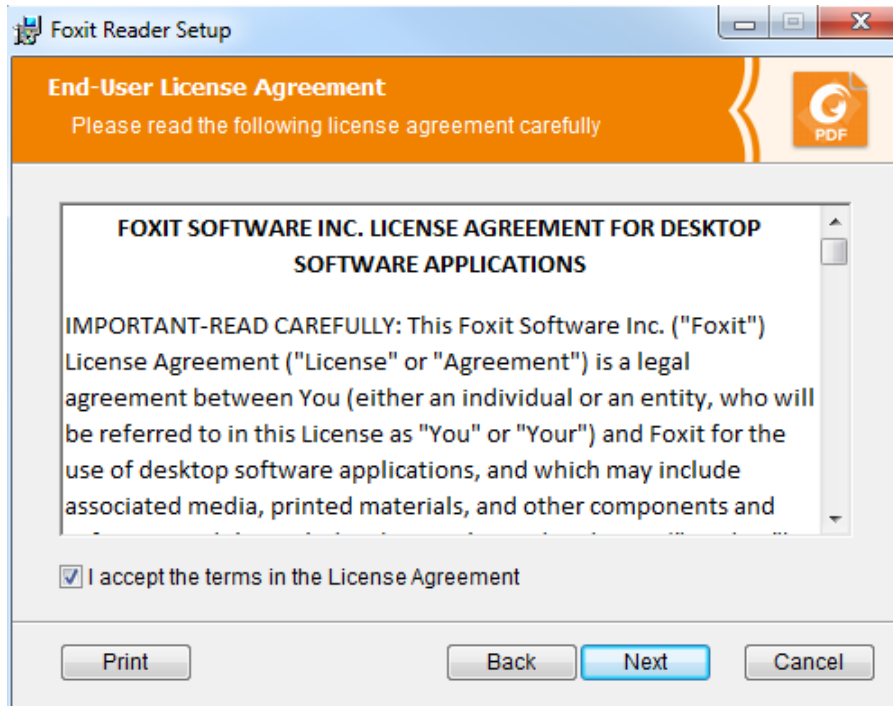 Foxit Reader Setup
End-User License Agreement
Please read the following license agreement carefully
PDF
FOXIT SOFTWARE INC. LICENSE AGREEMENT FOR DESKTOP
SOFTWARE APPLICATIONS
IMPORTANT-READ CAREFULLY: This Foxit Software Inc. ("Foxit")
License Agreement ("License" or "Agreement") is a legal
agreement between You (either an individual or an entity, who will
be referred to in this License as "You" or "Your") and Foxit for the
use of desktop software applications, and which may include
associated media, printed materials, and other components and
I accept the terms in the License Agreement
Print
Back
Next
Cancel